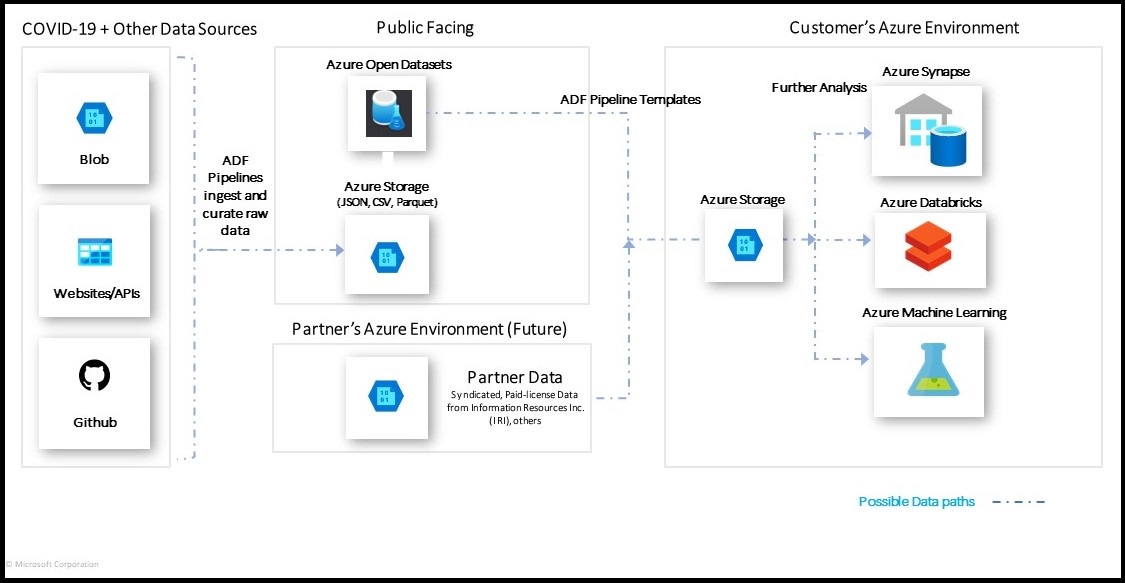 COVID-19 + Other Data Sources
Blob
Websites/APIs
Github
ADF
Pipelines
ingest and
curate raw
data
Public Facing
Azure Open Datasets
Azure Storage
(JSON, CSV, Parquet)
10
01
Partner's Azure Environment (Future)
Partner Data
Syndicated, Paid-license Data
from Information Resources Inc.
(IRI), others
ADF Pipeline Templates
Customer's Azure Environment
Azure Storage
Further Analysis
Azure Synapse
Azure Databricks
Azure Machine Learning
Possible Data paths
© Microsoft Corporation